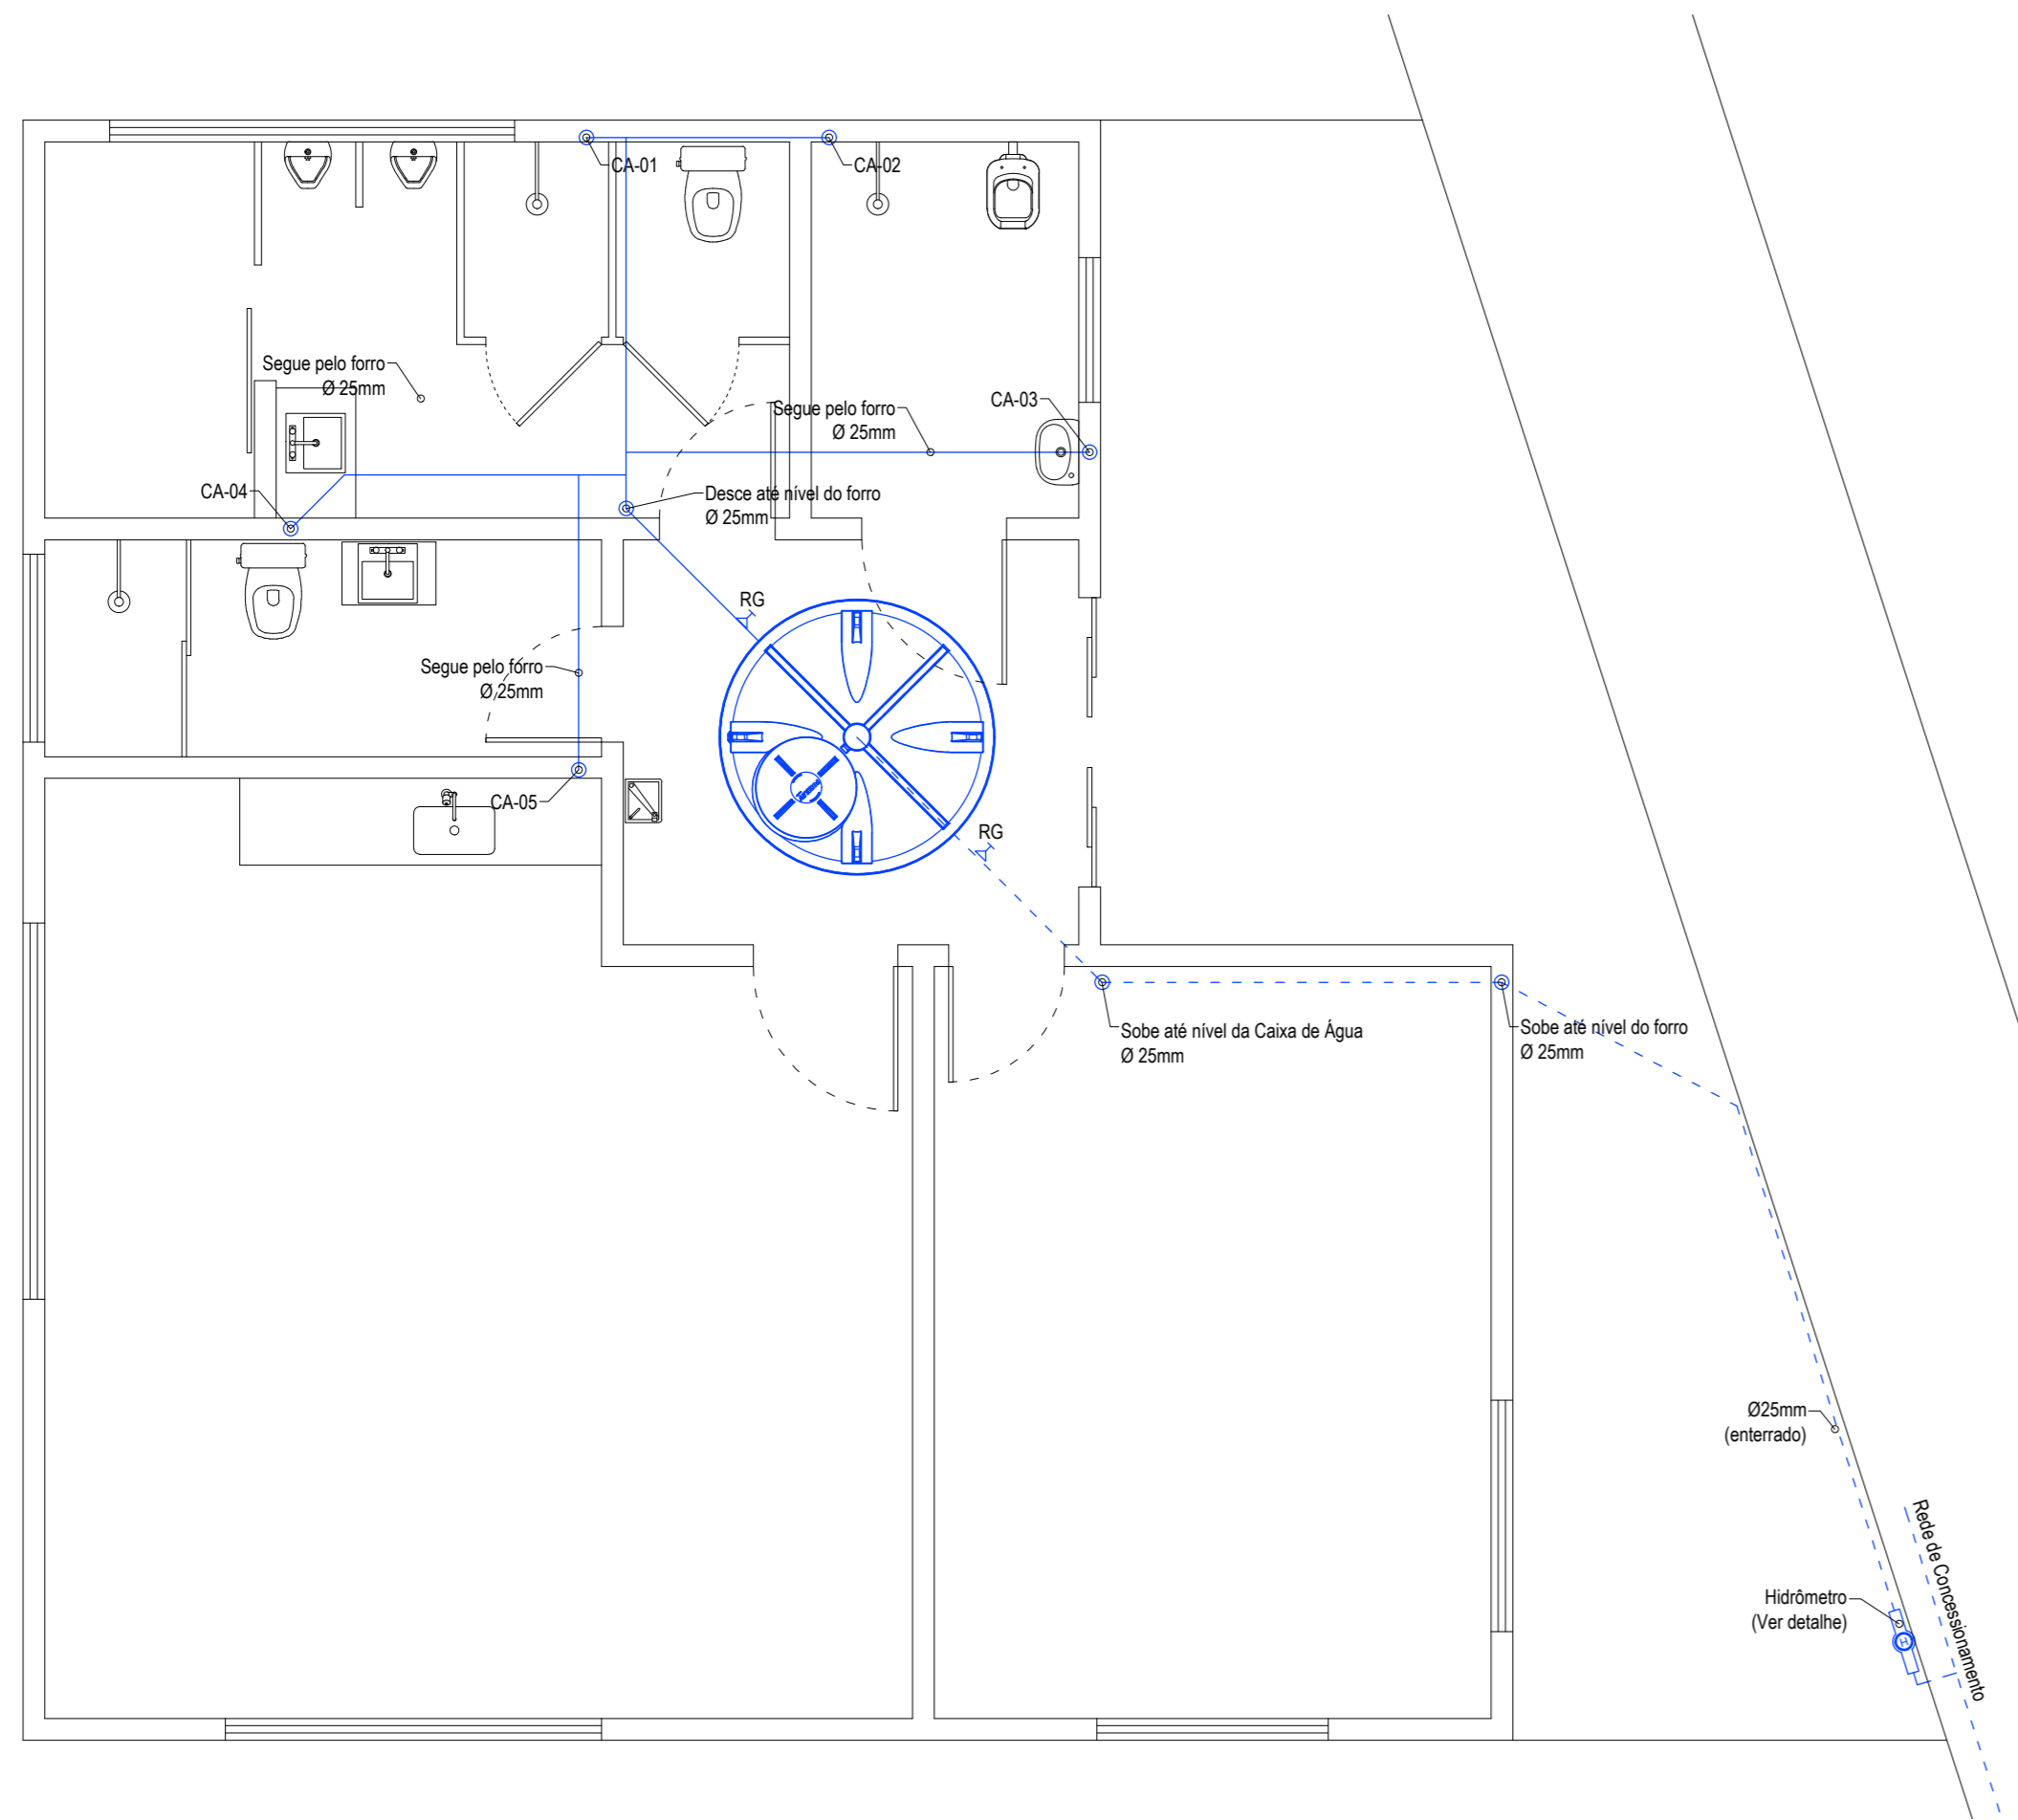 CA-01
CA-02
Segue pelo forro
Ø 25mm
Segue pelo forro
Ø 25mm
CA-03
CA-04
Desce até nível do forro
Ø 25mm
RG
Segue pelo forro
Ø 25mm
CA-05
RG
Sobe até nível da Caixa de Água
Ø 25mm
Sobe até nível do forro
Ø 25mm
Ø25mm
(enterrado)
Rede de Concessionamento
Hidrômetro
(Ver detalhe)
H